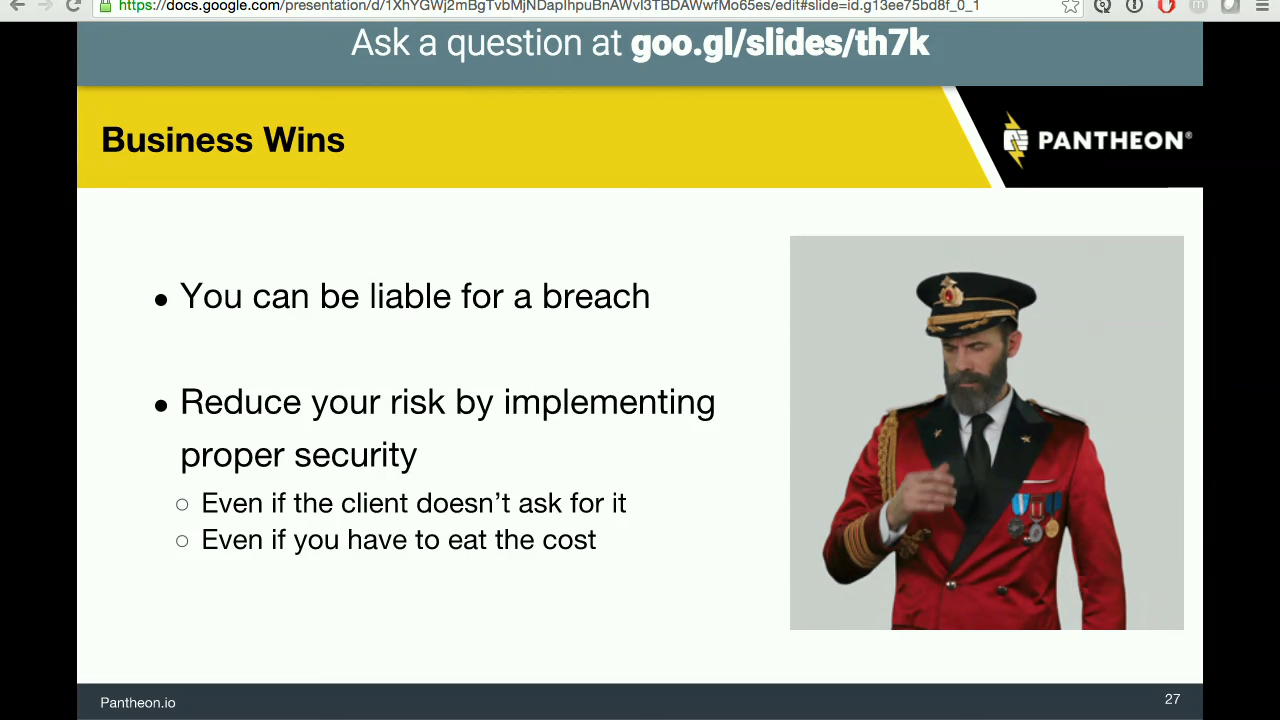 https://docs.google.com/presentation/d/1XhYGWj2mBgTvbMjNDapIhpuBnAWvl3TBDAWwfMo65es/edit#slide=id.g13ee75bd8f_0_1
Ask a question at goo.gl/slides/th7k
Business Wins
PANTHEON®
● You can be liable for a breach
● Reduce your risk by implementing
proper security
○ Even if the client doesn’t ask for it
○ Even if you have to eat the cost
Pantheon.io
27